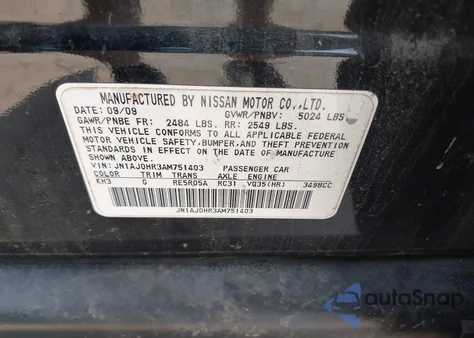 MANUFACTURED BY NISSAN MOTOR CO.,LTD.
DATE: 09/09 GVWR/PNBV: 5024 LBS
GAWR/PNBE FR: 2484 LBS. RR: 2549 LBS.
THIS VEHICLE CONFORMS TO ALL APPLICABLE FEDERAL
MOTOR VEHICLE SAFETY, BUMPER, AND THEFT PREVENTION
STANDARDS IN EFFECT ON THE DATE OF MANUFACTURE
SHOWN ABOVE.
VIN: JN1AJ0HR3AM751403 PASSENGER CAR
COLOR TRIM TRANS AXLE ENGINE
KH3 G RE5R05A RC31 VQ35(HR) 3498CC
JN1AJ0HR3AM751403
autoSnap